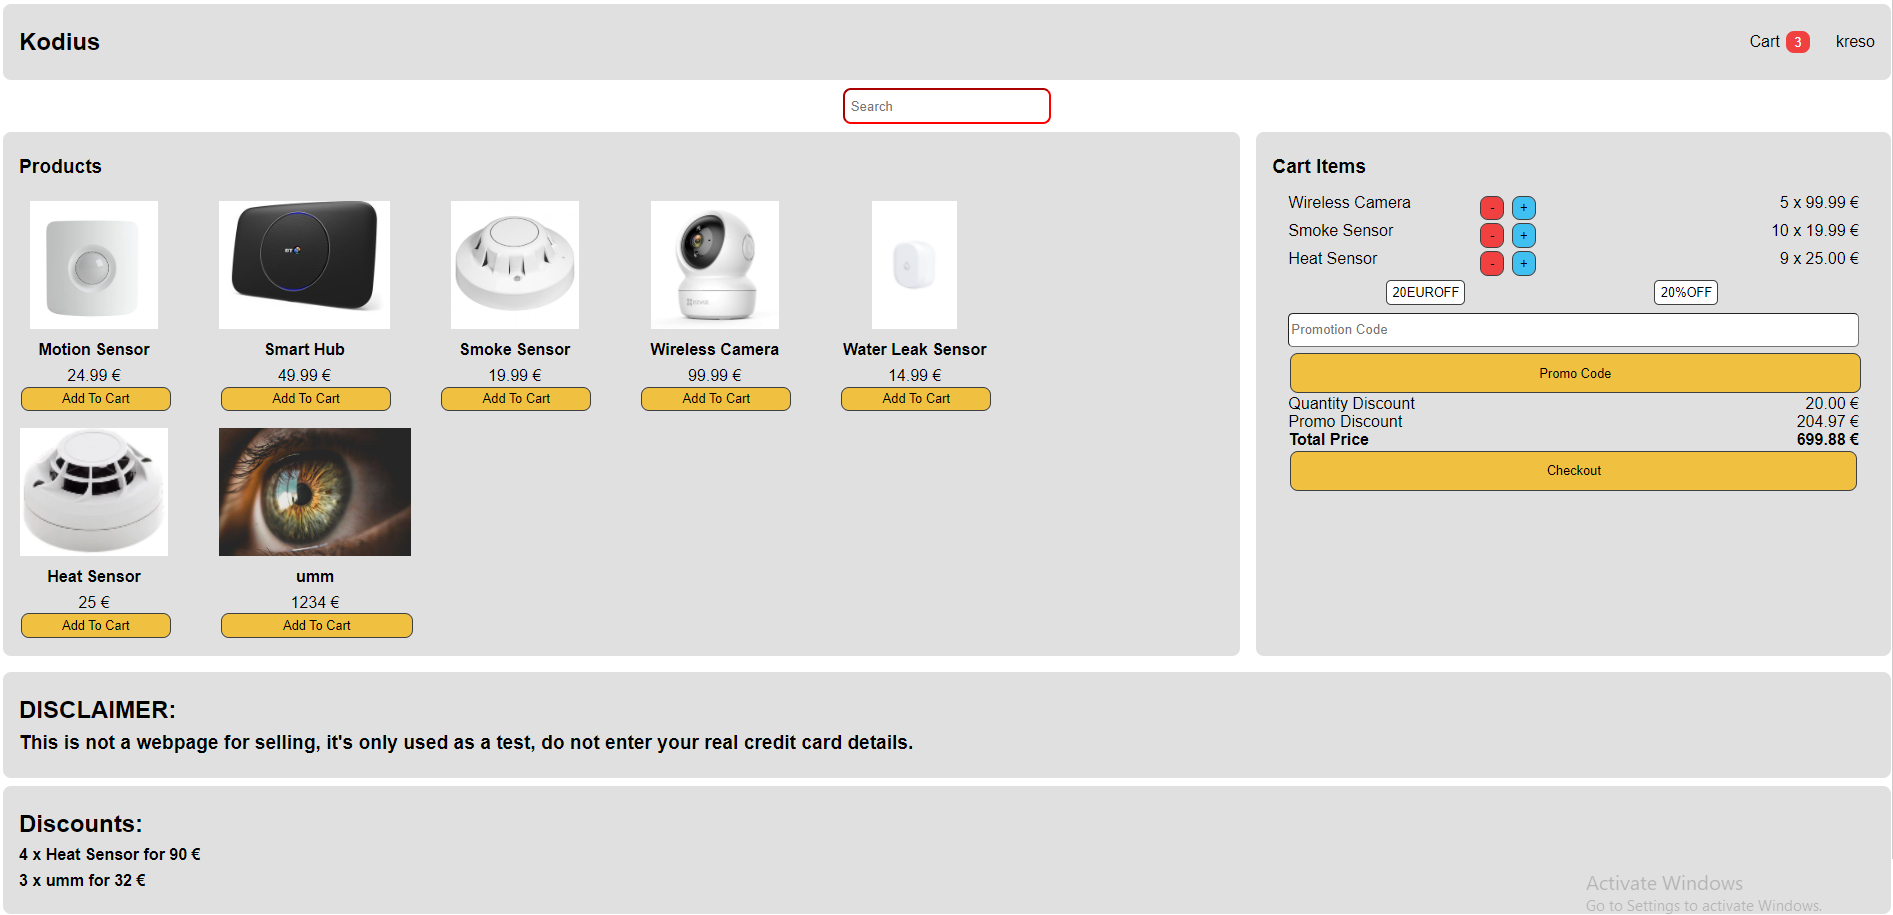 Kodius
Cart 3 kreso
Search
Products
Motion Sensor
24.99 €
Add To Cart
Smart Hub
49.99 €
Add To Cart
Smoke Sensor
19.99 €
Add To Cart
Wireless Camera
99.99 €
Add To Cart
Water Leak Sensor
14.99 €
Add To Cart
Heat Sensor
25 €
Add To Cart
umm
1234 €
Add To Cart
Cart Items
Wireless Camera - + 5 x 99.99 €
Smoke Sensor - + 10 x 19.99 €
Heat Sensor - + 9 x 25.00 €
20EUROFF 20%OFF
Promotion Code
Promo Code
Quantity Discount 20.00 €
Promo Discount 204.97 €
Total Price 699.88 €
Checkout
DISCLAIMER:
This is not a webpage for selling, it's only used as a test, do not enter your real credit card details.
Discounts:
4 x Heat Sensor for 90 €
3 x umm for 32 €
Activate Windows
Go to Settings to activate Windows.